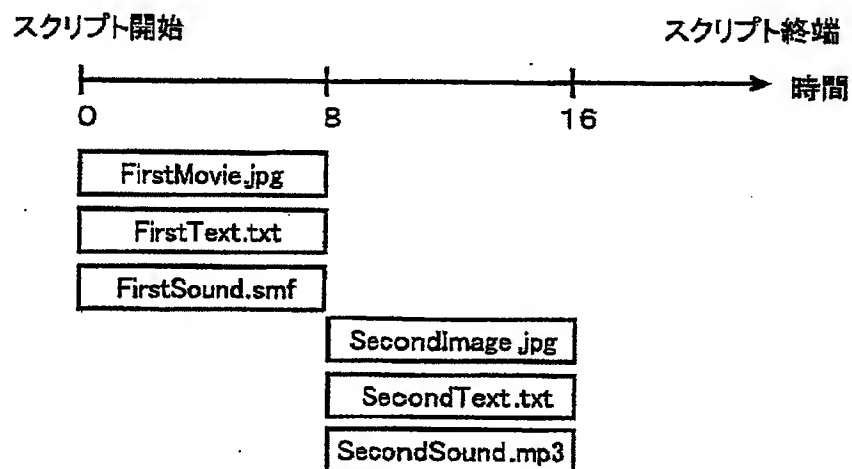 スクリプト開始 スクリプト終端
時間
0 8 16
FirstMovie.jpg
FirstText.txt
FirstSound.smf
SecondImage.jpg
SecondText.txt
SecondSound.mp3